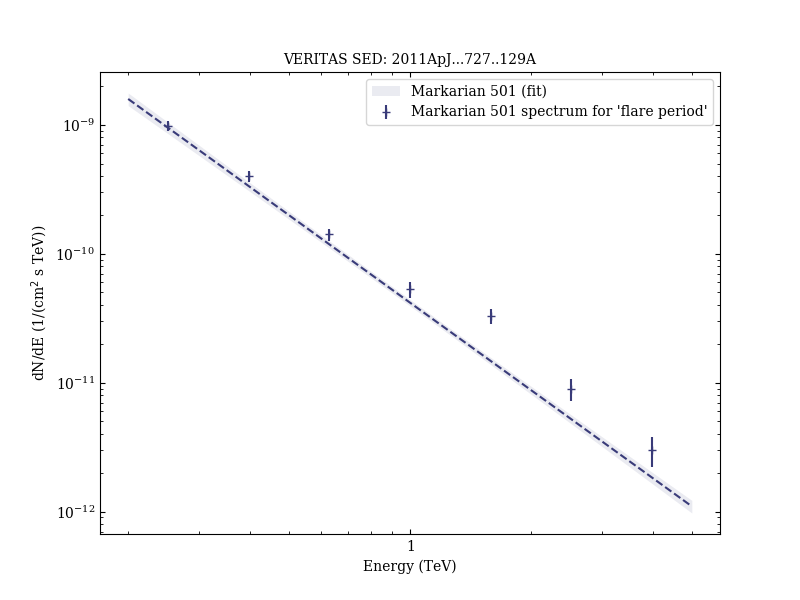 VERITAS SED: 2011ApJ...727..129A
Markarian 501 (fit)
Markarian 501 spectrum for 'flare period'
10⁻⁹
10⁻¹⁰
10⁻¹¹
10⁻¹²
dN/dE (1/(cm² s TeV))
1
Energy (TeV)